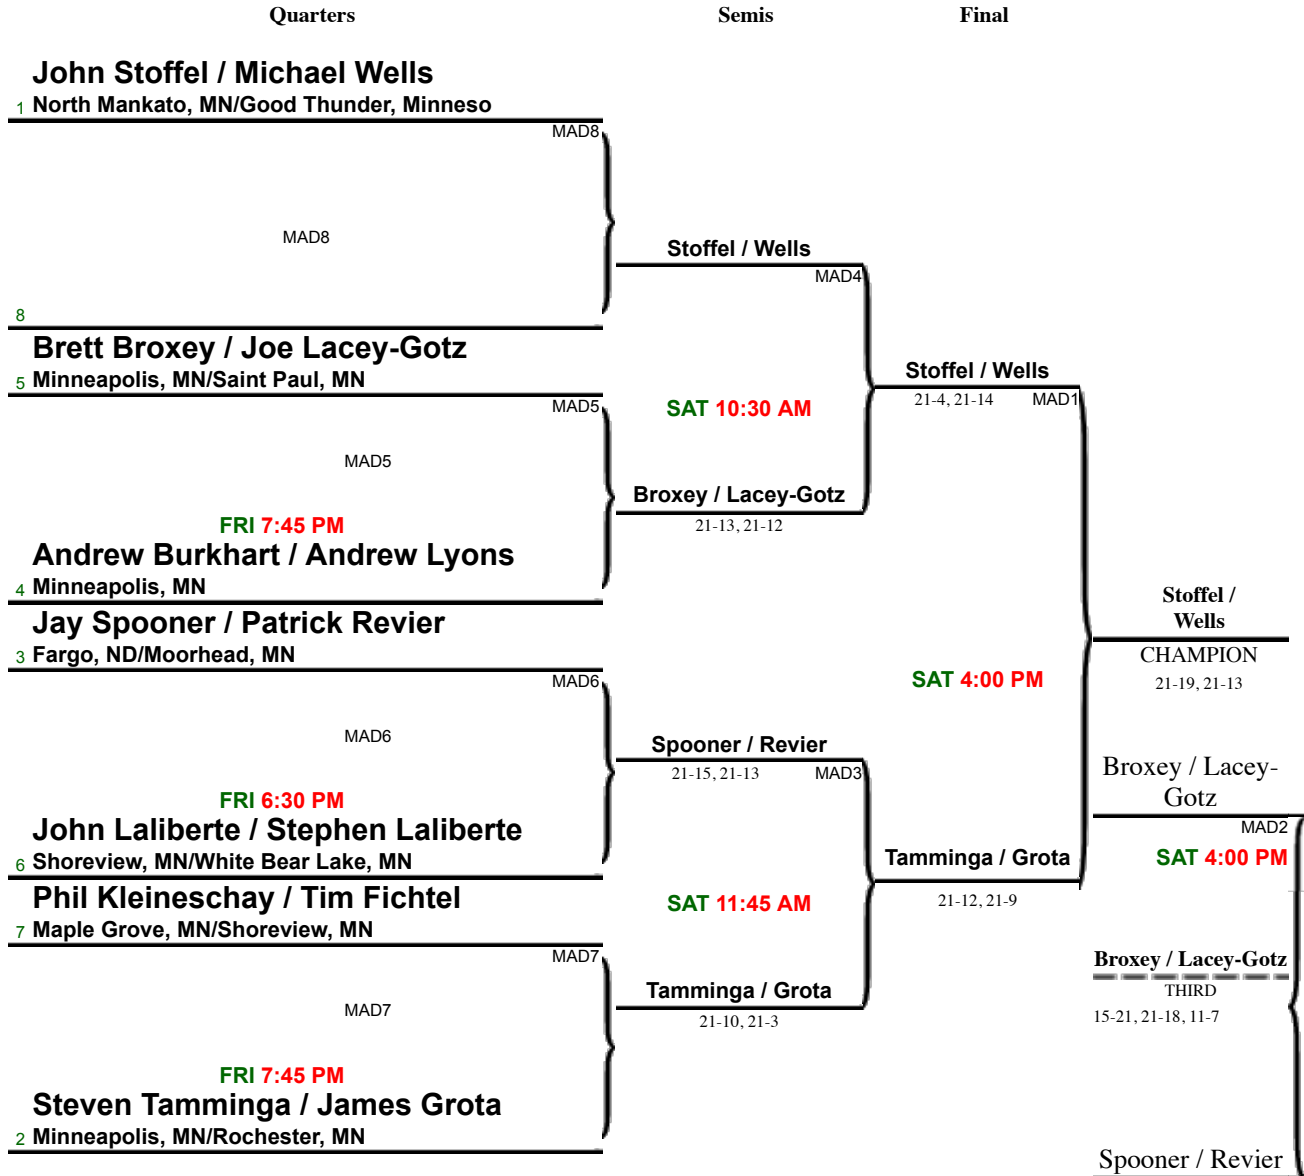 Quarters
Semis
Final
John Stoffel / Michael Wells
1 North Mankato, MN/Good Thunder, Minneso
MAD8
MAD8
8
Brett Broxey / Joe Lacey-Gotz
5 Minneapolis, MN/Saint Paul, MN
MAD5
MAD5
FRI 7:45 PM
Andrew Burkhart / Andrew Lyons
4 Minneapolis, MN
Jay Spooner / Patrick Revier
3 Fargo, ND/Moorhead, MN
MAD6
MAD6
FRI 6:30 PM
John Laliberte / Stephen Laliberte
6 Shoreview, MN/White Bear Lake, MN
Phil Kleineschay / Tim Fichtel
7 Maple Grove, MN/Shoreview, MN
MAD7
MAD7
FRI 7:45 PM
Steven Tamminga / James Grota
2 Minneapolis, MN/Rochester, MN
Stoffel / Wells
MAD4
SAT 10:30 AM
Broxey / Lacey-Gotz
21-13, 21-12
Spooner / Revier
21-15, 21-13 MAD3
SAT 11:45 AM
Tamminga / Grota
21-10, 21-3
Stoffel / Wells
21-4, 21-14 MAD1
SAT 4:00 PM
Tamminga / Grota
21-12, 21-9
Stoffel /
Wells
CHAMPION
21-19, 21-13
Broxey / Lacey-
Gotz
MAD2
SAT 4:00 PM
Broxey / Lacey-Gotz
THIRD
15-21, 21-18, 11-7
Spooner / Revier